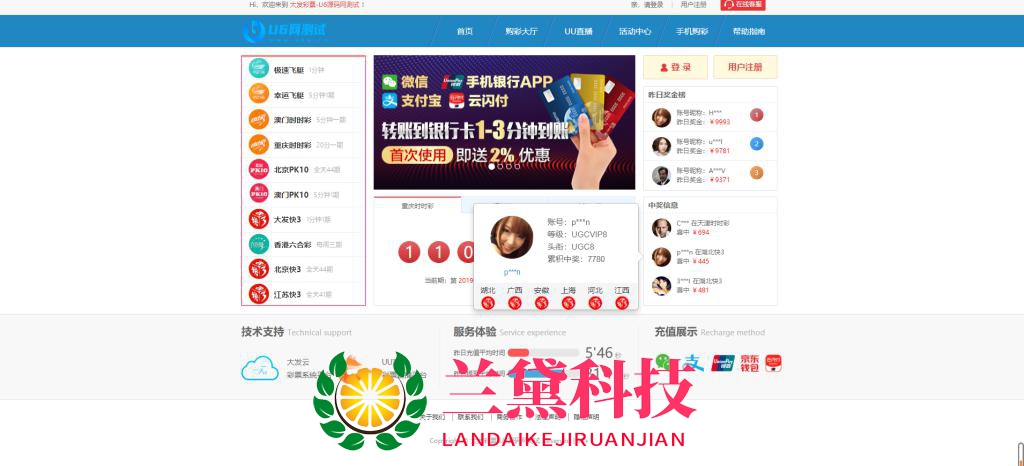 Hi，欢迎来到 大发彩票-U6源码网测试！
亲，请登录 | 用户注册 在线客服
U6网测试
首页 购彩大厅 UU直播 活动中心 手机购彩 帮助指南
极速飞艇 1分钟
幸运飞艇 5分钟1期
澳门时时彩 5分钟一期
重庆时时彩 20分一期
北京PK10 全天44期
澳门PK10 5分钟1期
大发快3 1分钟1期
香港六合彩 每周三期
北京快3 全天44期
江苏快3 全天41期
微信 UnionPay 手机银行APP
支付宝 云闪付
转账到银行卡1-3分钟到账
首次使用 即送 2% 优惠
重庆时时彩
1 1 0
当前期：第 2019
账号：p***n
等级：UGCVIP8
头衔：UGC8
累积中奖：7780
p***n
湖北 广西 安徽 上海 河北 江西
登 录 用户注册
昨日奖金榜
账号昵称：H***
昨日奖金：￥9993
1
账号昵称：u***l
昨日奖金：￥9781
2
账号昵称：A***V
昨日奖金：￥9371
3
中奖信息
C*** 在天津时时彩
喜中 ￥694
p***n 在湖北快3
喜中 ￥445
3***l 在湖北快3
喜中 ￥481
技术支持 Technical support
大发云
彩票系统平台
服务体验 Service experience
昨日充值平均时间 5'46 秒
充值展示 Recharge method
UnionPay 京东
钱包
关于我们 | 联系我们 |
兰黛科技
LANDAIKEJIRUANJIAN